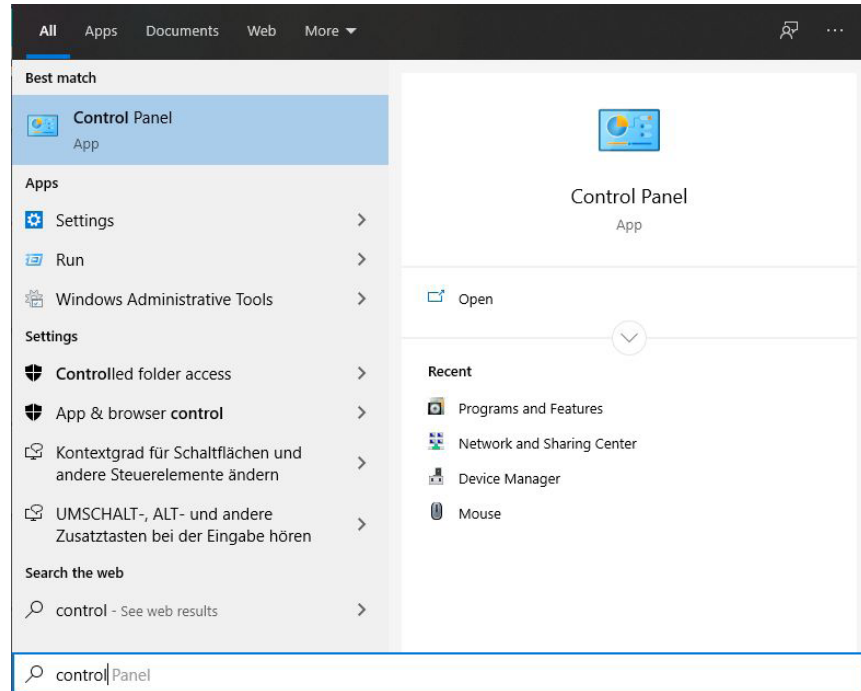 All Apps Documents Web More
Best match
Control Panel
App
Apps
Settings
Run
Windows Administrative Tools
Settings
Controlled folder access
App & browser control
Kontextgrad für Schaltflächen und
andere Steuerelemente ändern
UMSCHALT-, ALT- und andere
Zusatztasten bei der Eingabe hören
Search the web
control - See web results
control Panel
Control Panel
App
Open
Recent
Programs and Features
Network and Sharing Center
Device Manager
Mouse